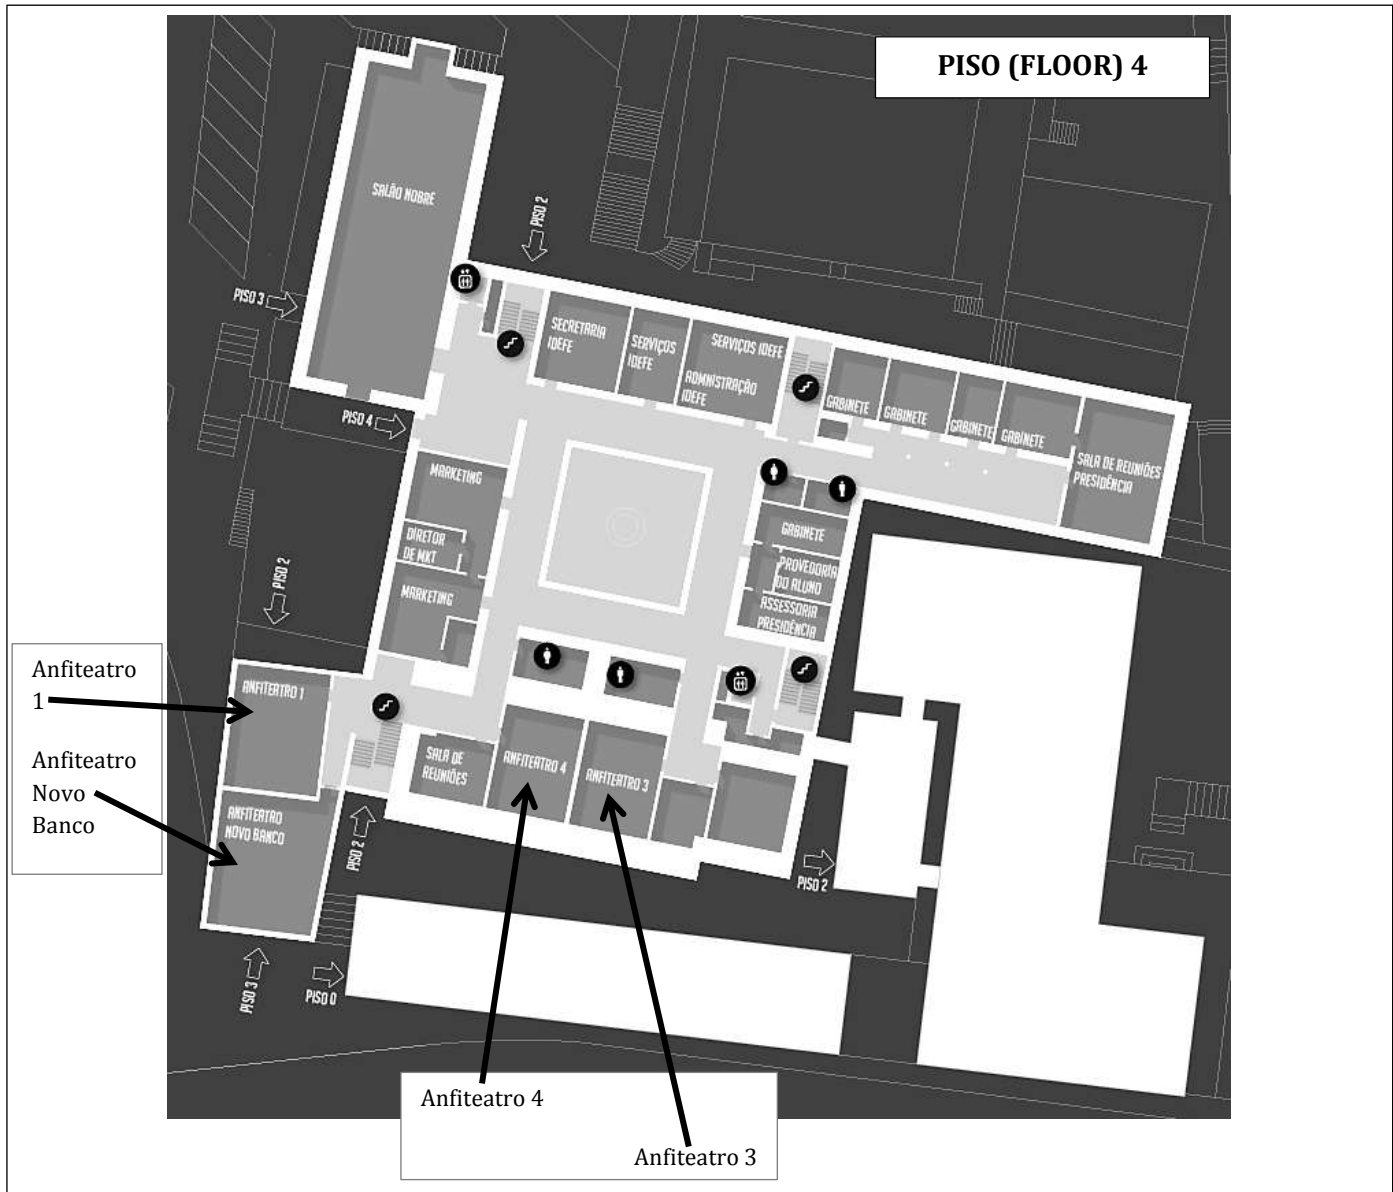 PISO (FLOOR) 4
SALÃO NOBRE
PISO 2
PISO 3
SECRETARIA
IDEFE
SERVIÇOS
IDEFE
SERVIÇOS IDEFE
ADMNISTRAÇÃO
IDEFE
GABINETE
GABINETE
GABINETE
GABINETE
SALA DE REUNIÕES
PRESIDÊNCIA
PISO 4
MARKETING
DIRETOR
DE MKT
MARKETING
GABINETE
PROVEDORIA
DO ALUNO
ASSESSORIA
PRESIDÊNCIA
PISO 2
Anfiteatro
1
Anfiteatro
Novo
Banco
ANFITEATRO 1
ANFITEATRO
NOVO BANCO
SALA DE
REUNIÕES
ANFITEATRO 4
ANFITEATRO 3
PISO 2
PISO 2
PISO 3
PISO 0
Anfiteatro 4
Anfiteatro 3